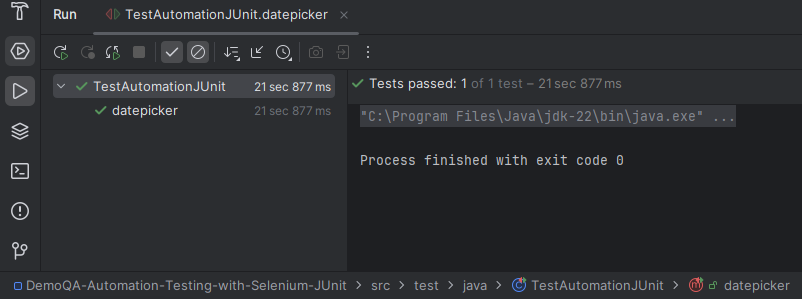 Run TestAutomationJUnit.datepicker
TestAutomationJUnit 21 sec 877 ms
datepicker 21 sec 877 ms
Tests passed: 1 of 1 test – 21 sec 877 ms
"C:\Program Files\Java\jdk-22\bin\java.exe" ...
Process finished with exit code 0
DemoQA-Automation-Testing-with-Selenium-JUnit > src > test > java > TestAutomationJUnit > datepicker